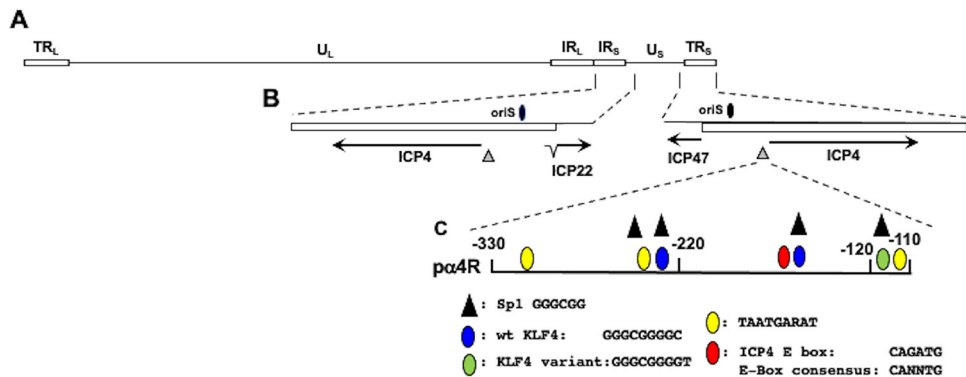 A
TRL UL IRL IRS US TRS
B
oriS oriS
ICP4 ICP22 ICP47 ICP4
C
-330 -220 -120 -110
pα4R
: Sp1 GGGCGG
: TAATGARAT
: wt KLF4: GGGCGGGGC
: ICP4 E box: CAGATG
: KLF4 variant:GGGCGGGGT
E-Box consensus: CANNTG